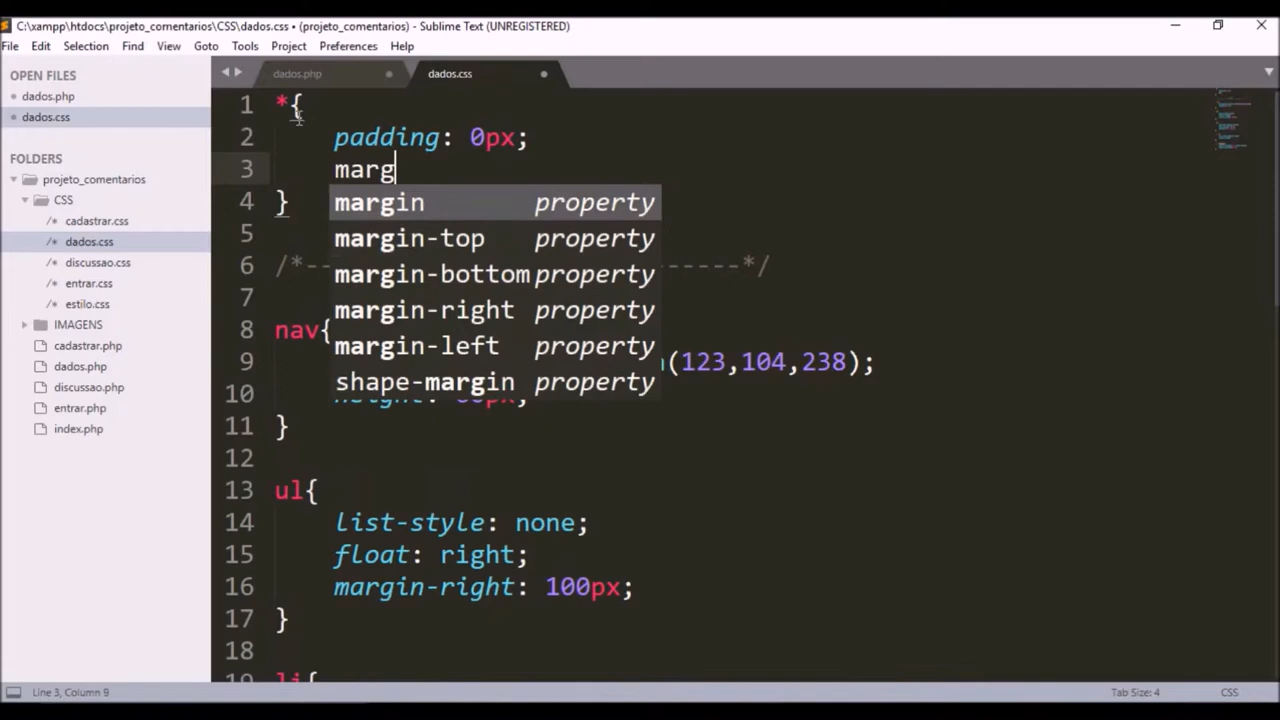 C:\xampp\htdocs\projeto_comentarios\CSS\dados.css • (projeto_comentarios) - Sublime Text (UNREGISTERED)
File Edit Selection Find View Goto Tools Project Preferences Help
OPEN FILES
dados.php
dados.css
FOLDERS
projeto_comentarios
CSS
/* cadastrar.css
/* dados.css
/* discussao.css
/* entrar.css
/* estilo.css
IMAGENS
cadastrar.php
dados.php
discussao.php
entrar.php
index.php
dados.php dados.css
1 *{
2 padding: 0px;
3 marg
margin property
margin-top property
margin-bottom property
margin-right property
margin-left property
shape-margin property
4 }
5
6 /*-- ------*/
7
8 nav{
9 (123,104,238);
10 height:
11 }
12
13 ul{
14 list-style: none;
15 float: right;
16 margin-right: 100px;
17 }
18
19 li{
Line 3, Column 9 Tab Size: 4 CSS